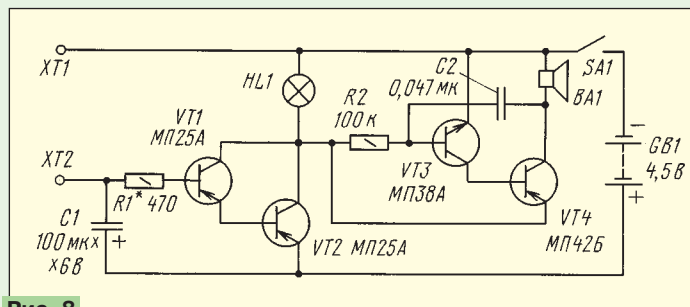 XT1
HL1
C2
0,047 мк
SA1
BA1
R2
100 к
VT1
МП25А
XT2
R1* 470
VT3
МП38А
GB1
4,5 В
C1
100 мк х
х 6 В
VT2 МП25А
VT4
МП42Б
Рис. 8